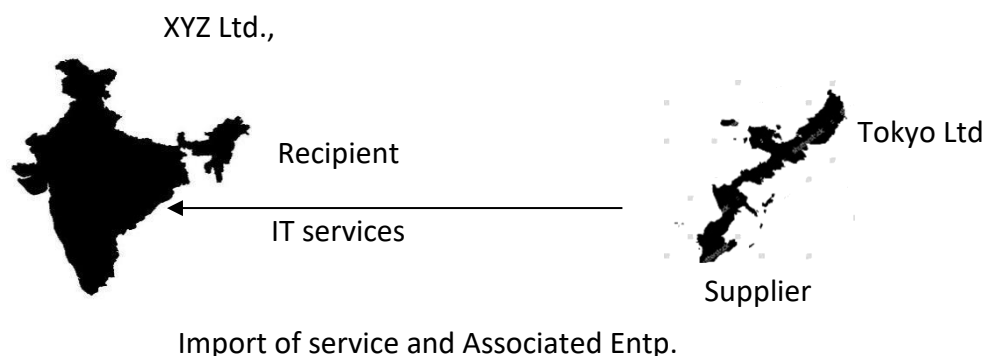 XYZ Ltd.,
Tokyo Ltd
Recipient
IT services
Supplier
Import of service and Associated Entp.